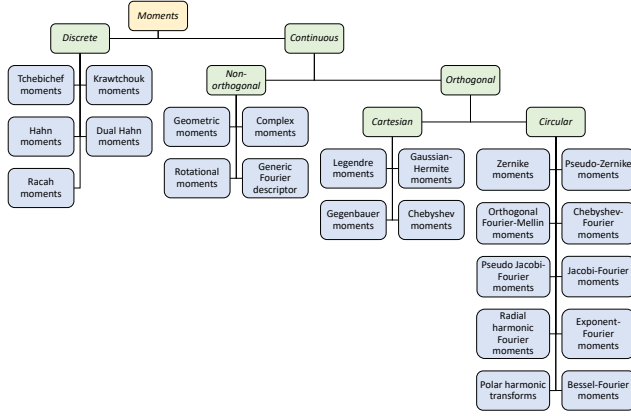 Moments
Discrete
Continuous
Tchebichef
moments
Krawtchouk
moments
Hahn
moments
Dual Hahn
moments
Racah
moments
Non-
orthogonal
Orthogonal
Geometric
moments
Complex
moments
Rotational
moments
Generic
Fourier
descriptor
Cartesian
Circular
Legendre
moments
Gaussian-
Hermite
moments
Gegenbauer
moments
Chebyshev
moments
Zernike
moments
Pseudo-Zernike
moments
Orthogonal
Fourier-Mellin
moments
Chebyshev-
Fourier
moments
Pseudo Jacobi-
Fourier
moments
Jacobi-Fourier
moments
Radial
harmonic
Fourier
moments
Exponent-
Fourier
moments
Polar harmonic
transforms
Bessel-Fourier
moments